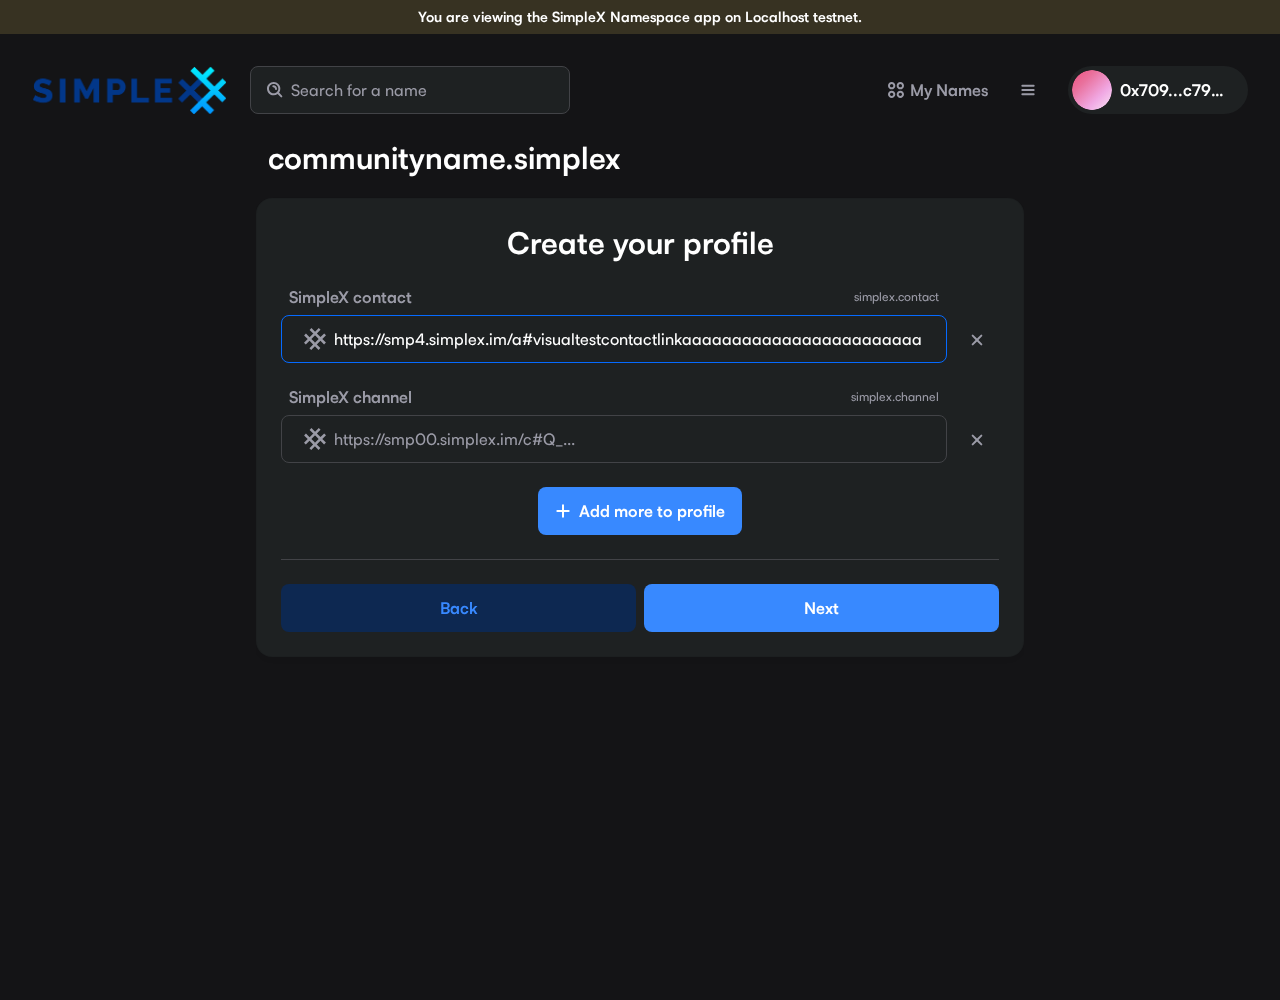 You are viewing the SimpleX Namespace app on Localhost testnet.
SIMPLEX
Search for a name
My Names
0x709...c79...
communityname.simplex
Create your profile
SimpleX contact
simplex.contact
https://smp4.simplex.im/a#visualtestcontactlinkaaaaaaaaaaaaaaaaaaaaaaaa
SimpleX channel
simplex.channel
https://smp00.simplex.im/c#Q_...
Add more to profile
Back
Next